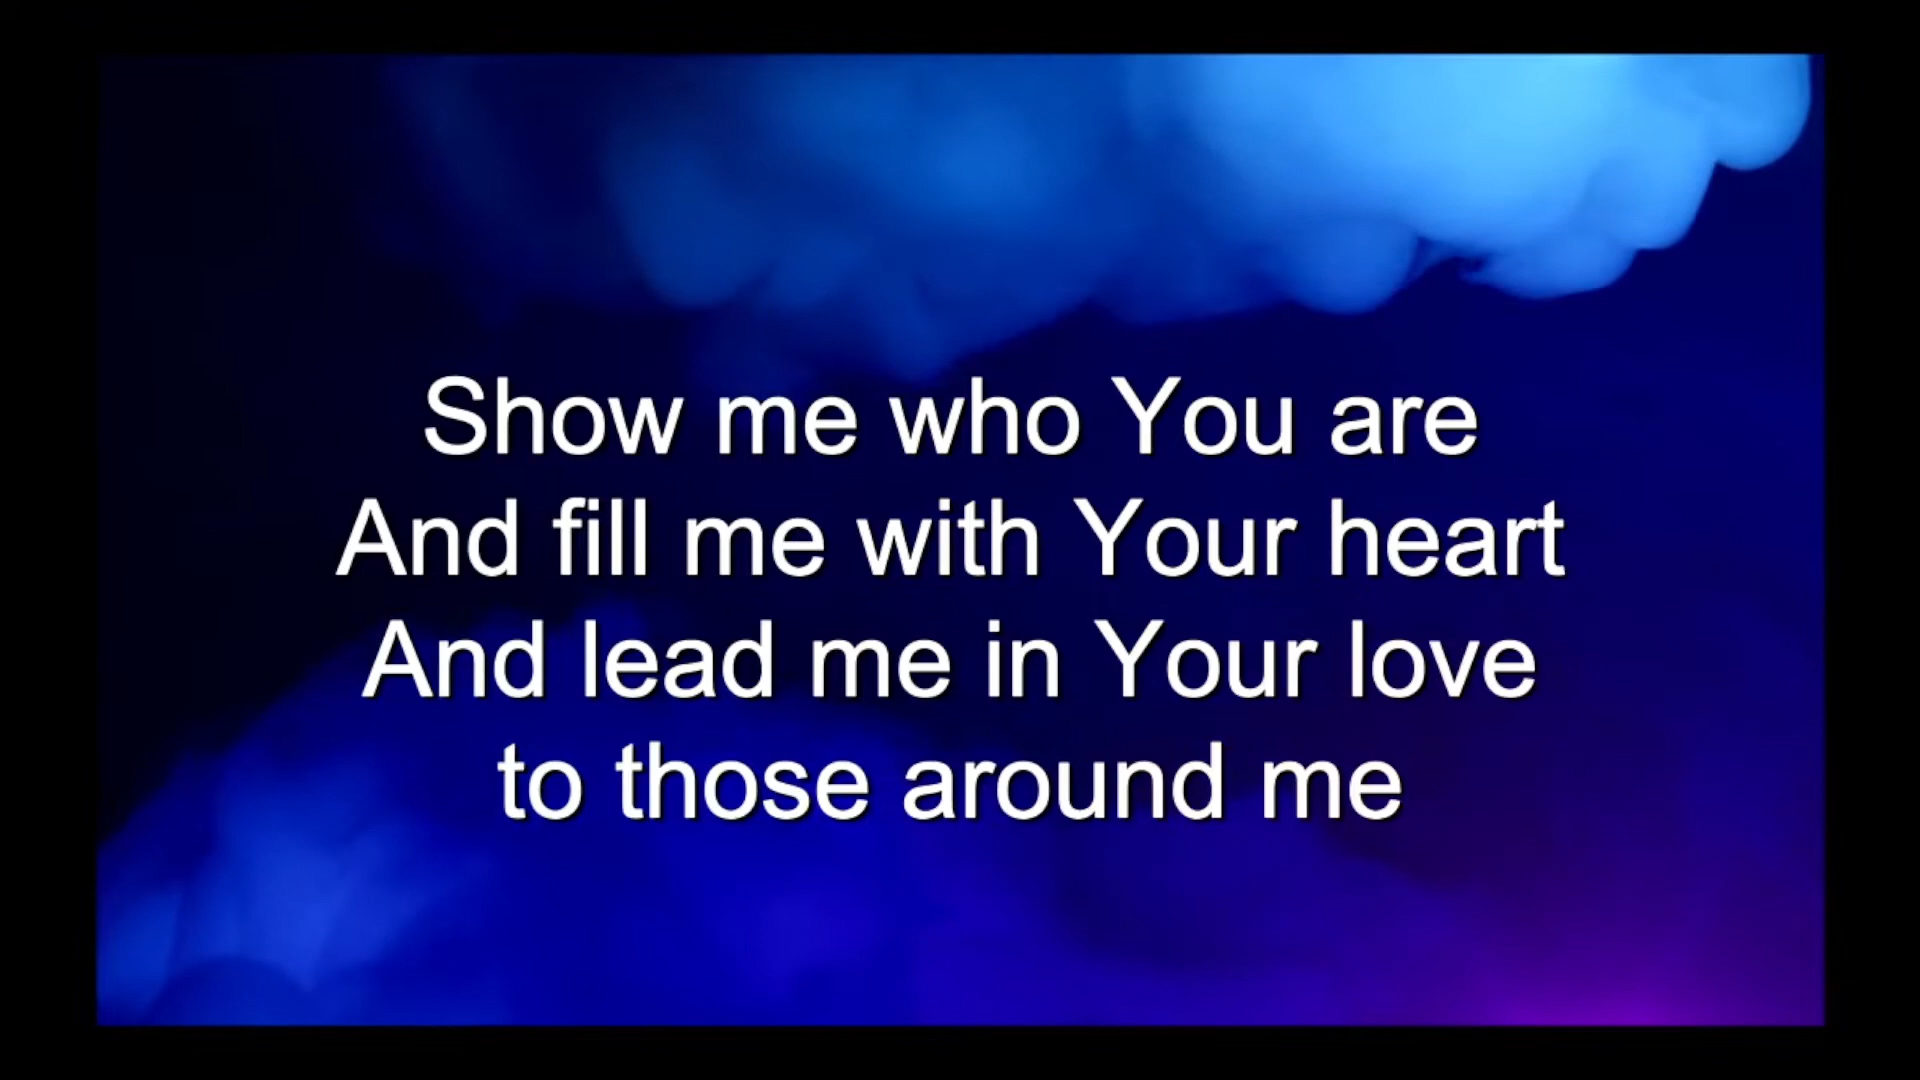 Show me who You are
And fill me with Your heart
And lead me in Your love
to those around me